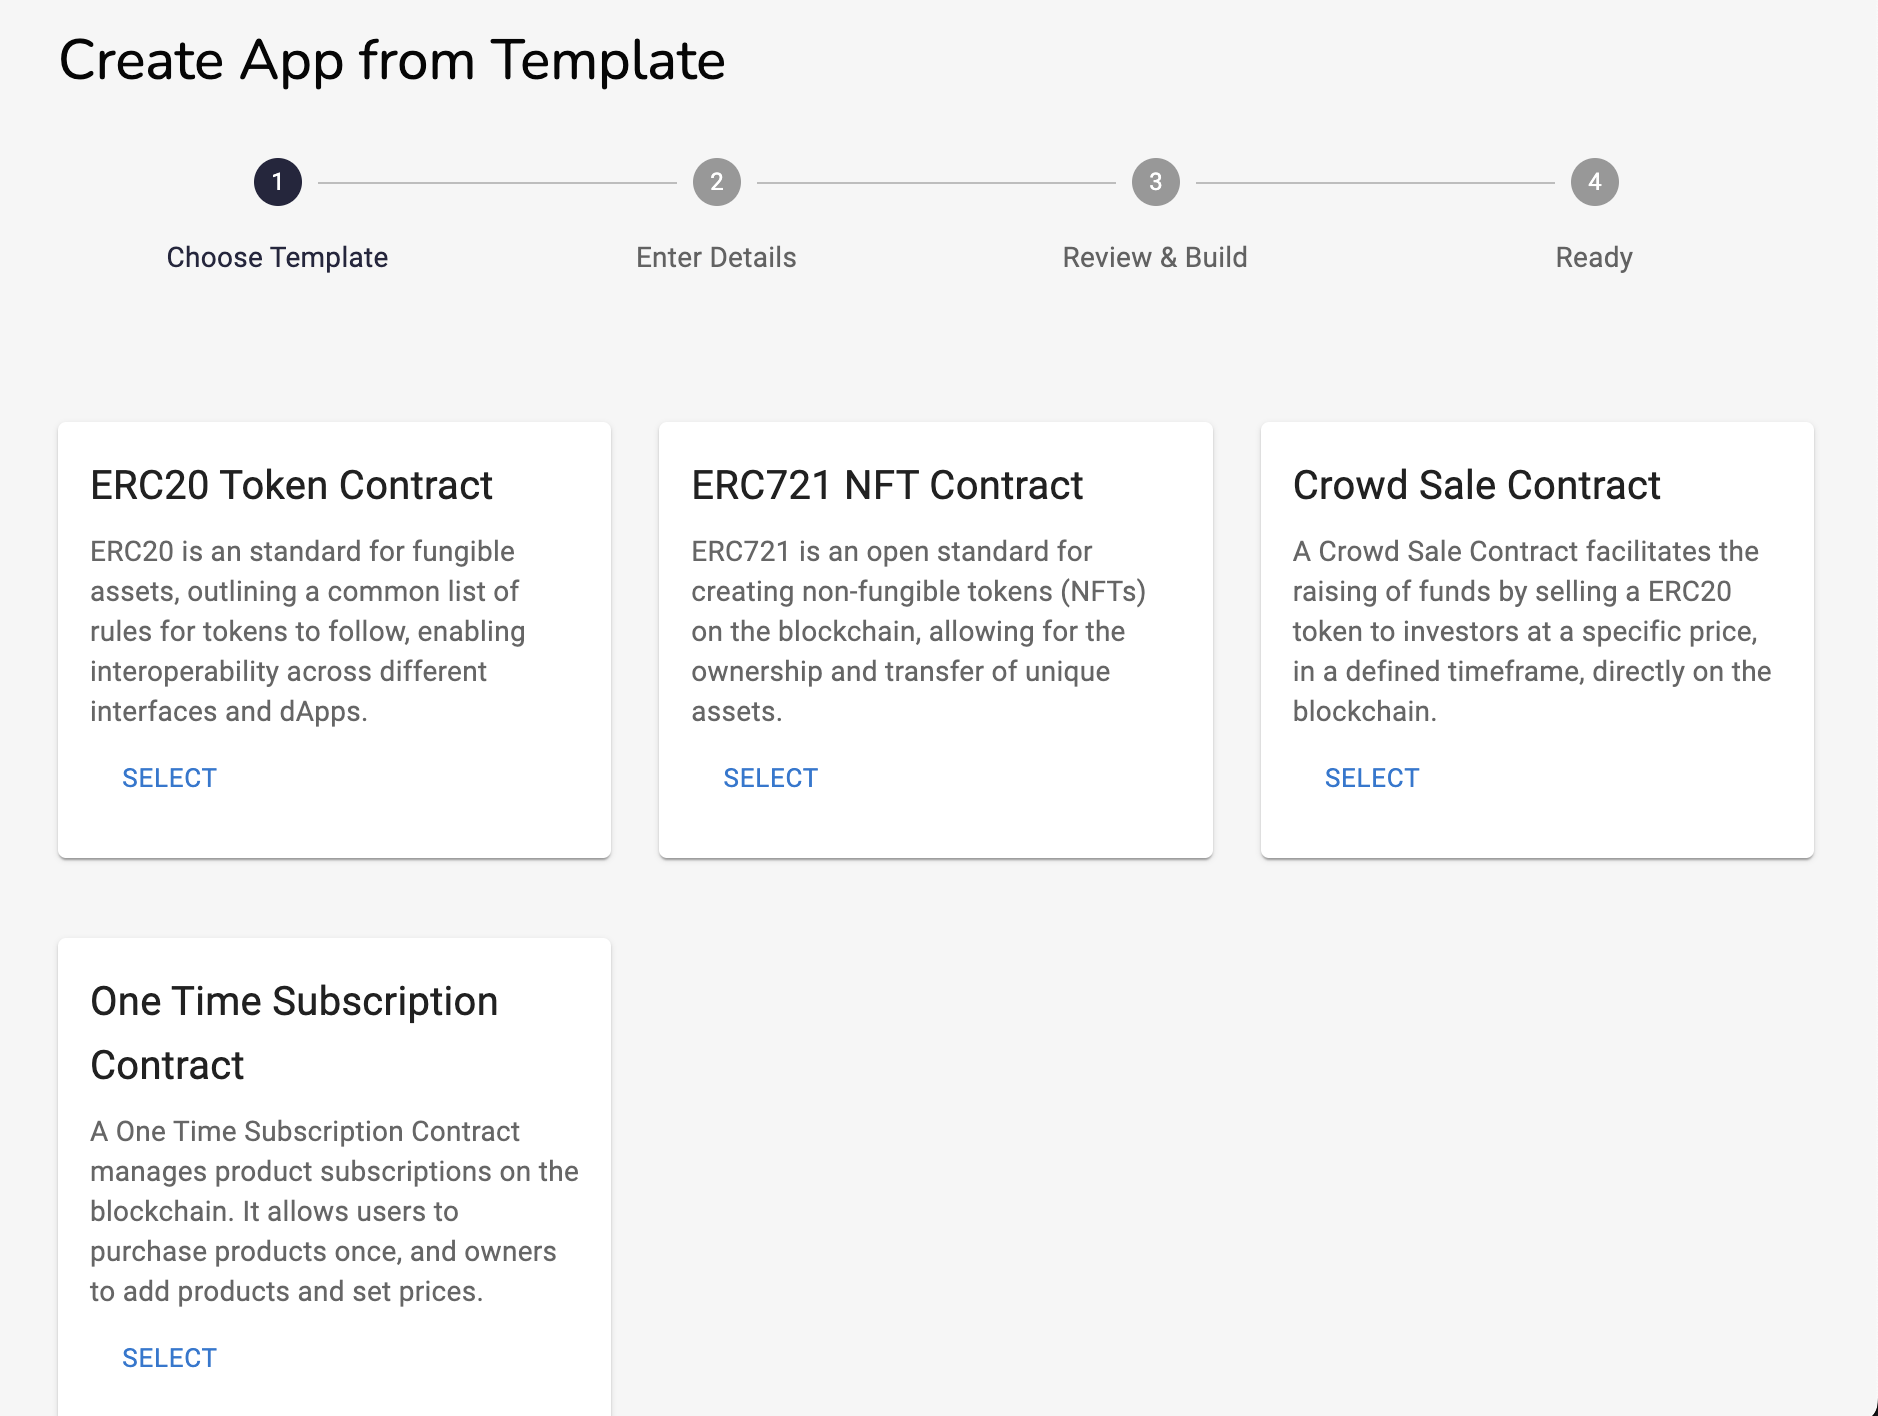 Create App from Template
1
2
3
4
Choose Template
Enter Details
Review & Build
Ready
ERC20 Token Contract
ERC20 is an standard for fungible
assets, outlining a common list of
rules for tokens to follow, enabling
interoperability across different
interfaces and dApps.
SELECT
ERC721 NFT Contract
ERC721 is an open standard for
creating non-fungible tokens (NFTs)
on the blockchain, allowing for the
ownership and transfer of unique
assets.
SELECT
Crowd Sale Contract
A Crowd Sale Contract facilitates the
raising of funds by selling a ERC20
token to investors at a specific price,
in a defined timeframe, directly on the
blockchain.
SELECT
One Time Subscription
Contract
A One Time Subscription Contract
manages product subscriptions on the
blockchain. It allows users to
purchase products once, and owners
to add products and set prices.
SELECT